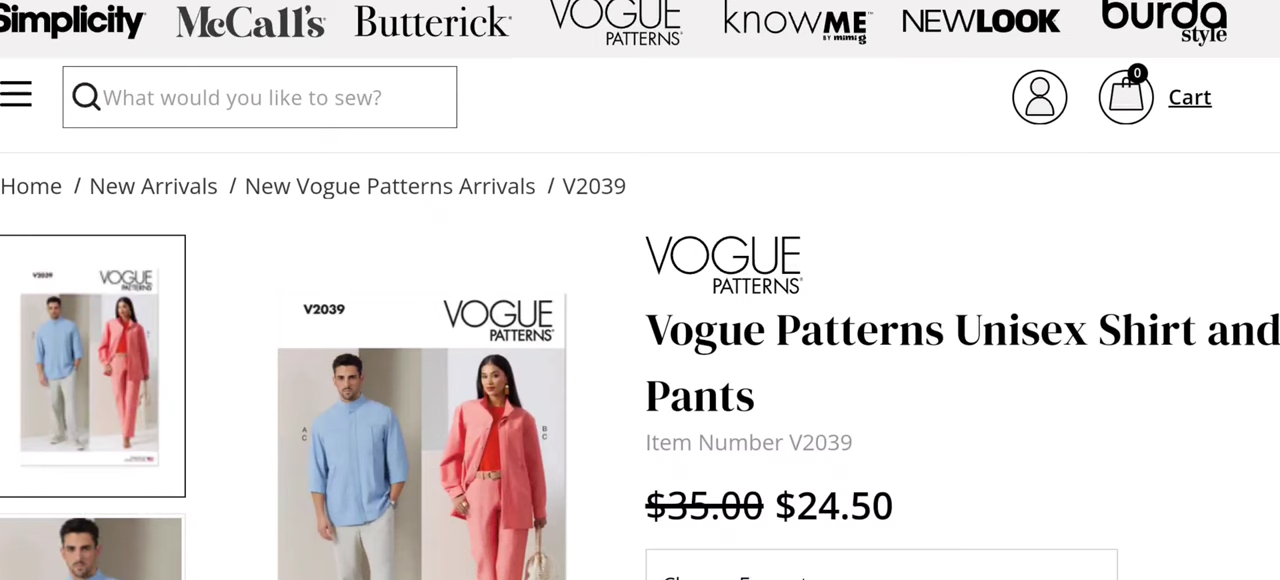 Simplicity McCall's Butterick VOGUE PATTERNS knowME BY mimi g NEWLOOK burda style
What would you like to sew?
0
Cart
Home / New Arrivals / New Vogue Patterns Arrivals / V2039
V2039 VOGUE PATTERNS
VOGUE
PATTERNS
Vogue Patterns Unisex Shirt and
Pants
Item Number V2039
$35.00 $24.50
V2039 VOGUE
PATTERNS
A
C
B
C